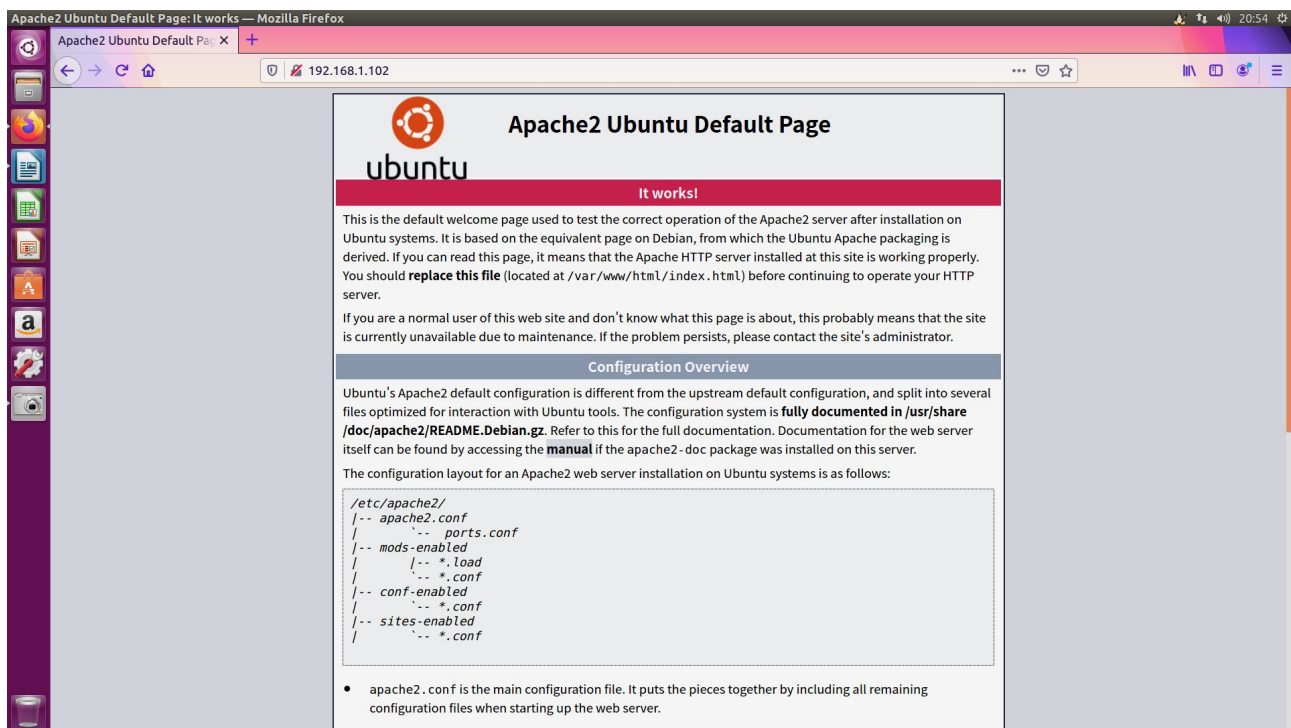 Apache2 Ubuntu Default Page: It works — Mozilla Firefox
20:54
Apache2 Ubuntu Default Pag
192.168.1.102
ubuntu
Apache2 Ubuntu Default Page
It works!
This is the default welcome page used to test the correct operation of the Apache2 server after installation on
Ubuntu systems. It is based on the equivalent page on Debian, from which the Ubuntu Apache packaging is
derived. If you can read this page, it means that the Apache HTTP server installed at this site is working properly.
You should replace this file (located at /var/www/html/index.html) before continuing to operate your HTTP
server.
If you are a normal user of this web site and don't know what this page is about, this probably means that the site
is currently unavailable due to maintenance. If the problem persists, please contact the site's administrator.
Configuration Overview
Ubuntu's Apache2 default configuration is different from the upstream default configuration, and split into several
files optimized for interaction with Ubuntu tools. The configuration system is fully documented in /usr/share
/doc/apache2/README.Debian.gz. Refer to this for the full documentation. Documentation for the web server
itself can be found by accessing the manual if the apache2-doc package was installed on this server.
The configuration layout for an Apache2 web server installation on Ubuntu systems is as follows:
/etc/apache2/
|-- apache2.conf
|       `--  ports.conf
|-- mods-enabled
|       |-- *.load
|       `-- *.conf
|-- conf-enabled
|       `-- *.conf
|-- sites-enabled
|       `-- *.conf
• apache2.conf is the main configuration file. It puts the pieces together by including all remaining
configuration files when starting up the web server.